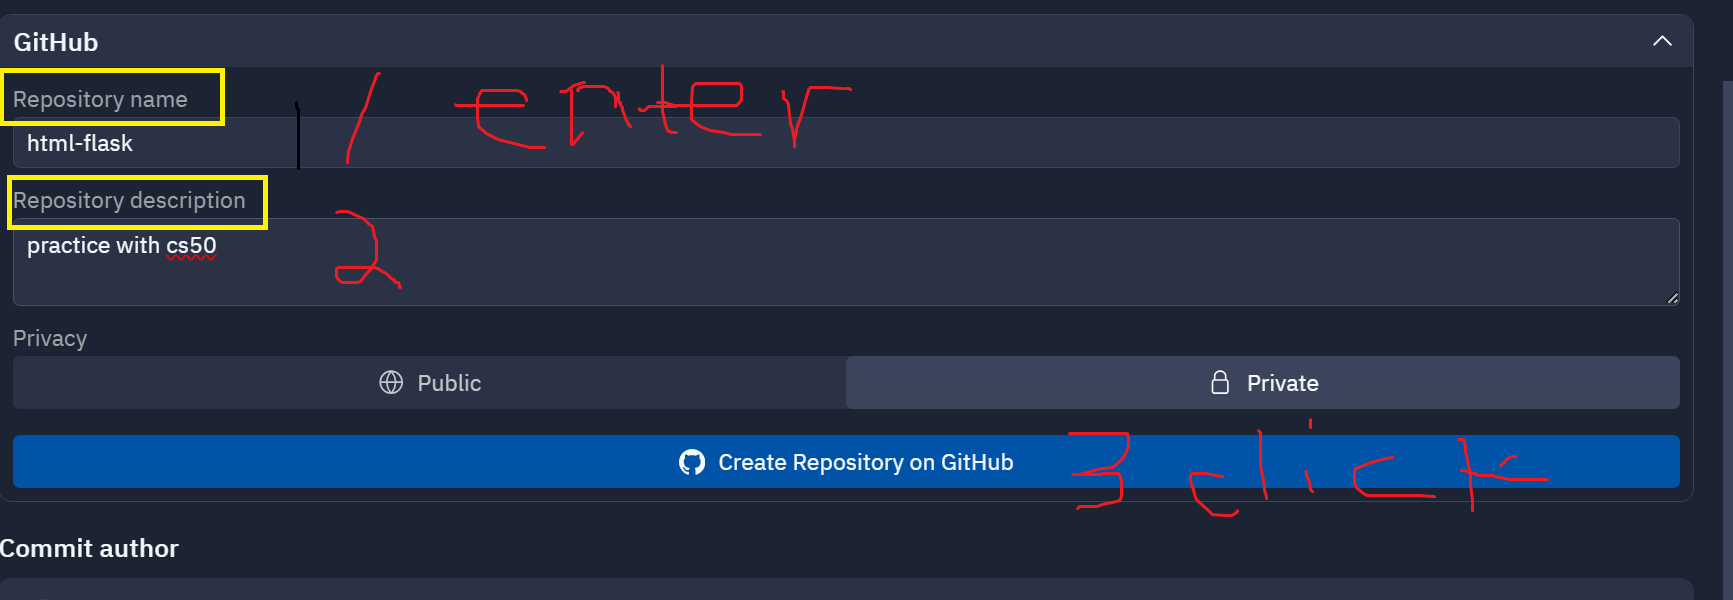 GitHub
Repository name
1 enter
html-flask
Repository description
2
practice with cs50
Privacy
Public Private
Create Repository on GitHub
3 click
Commit author